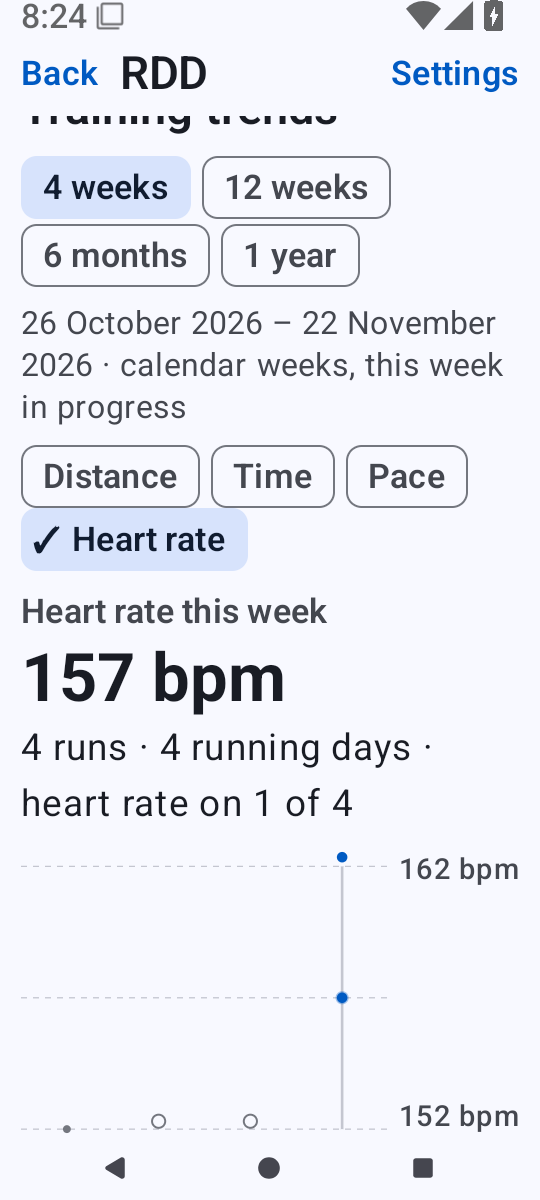 8:24
Back RDD Settings
Training trends
4 weeks 12 weeks
6 months 1 year
26 October 2026 – 22 November
2026 · calendar weeks, this week
in progress
Distance Time Pace
✓ Heart rate
Heart rate this week
157 bpm
4 runs · 4 running days ·
heart rate on 1 of 4
162 bpm
152 bpm